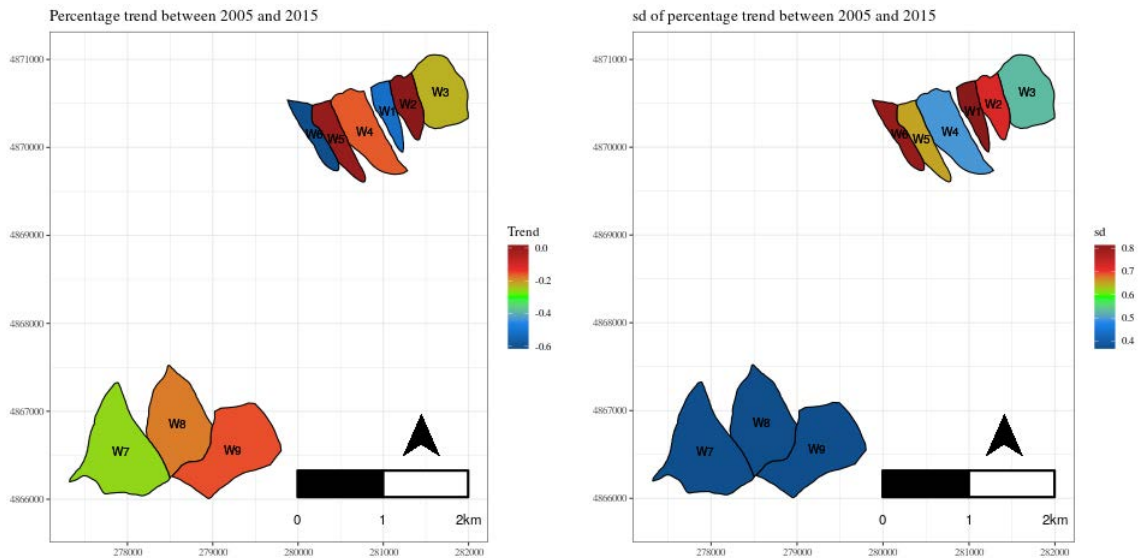 Percentage trend between 2005 and 2015
4871000
4870000
4869000
4868000
4867000
4866000
278000
279000
280000
281000
282000
W1
W2
W3
W4
W5
W6
W7
W8
W9
0
1
2km
Trend
0.0
-0.2
-0.4
-0.6
sd of percentage trend between 2005 and 2015
4871000
4870000
4869000
4868000
4867000
4866000
278000
279000
280000
281000
282000
W1
W2
W3
W4
W5
W6
W7
W8
W9
0
1
2km
sd
0.8
0.7
0.6
0.5
0.4